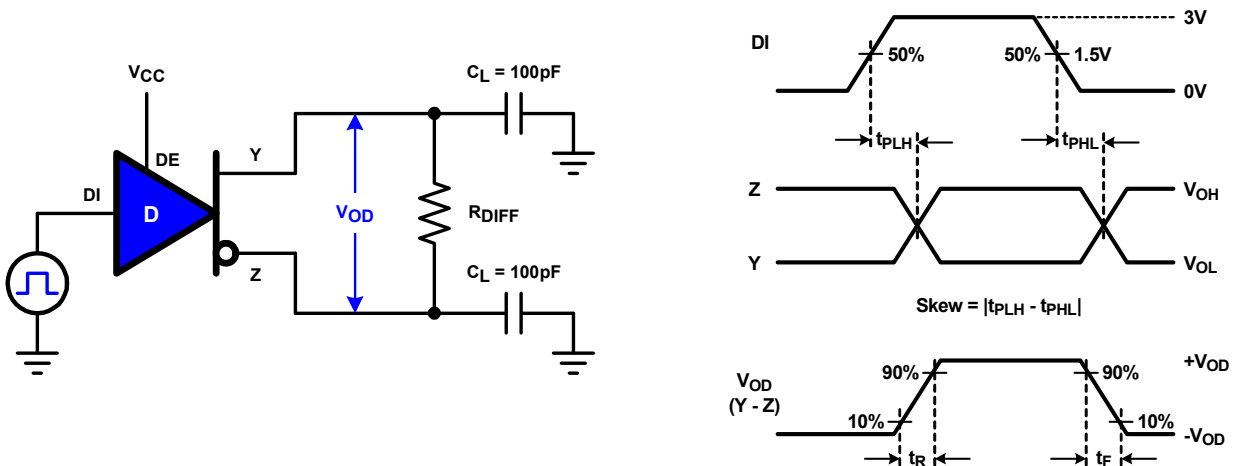 VCC
DI
DE
D
Y
Z
VOD
RDIFF
CL = 100pF
CL = 100pF
DI
50%
50%
1.5V
3V
0V
tPLH
tPHL
Z
Y
VOH
VOL
Skew = |tPLH - tPHL|
VOD
(Y - Z)
90%
90%
10%
10%
+VOD
-VOD
tR
tF